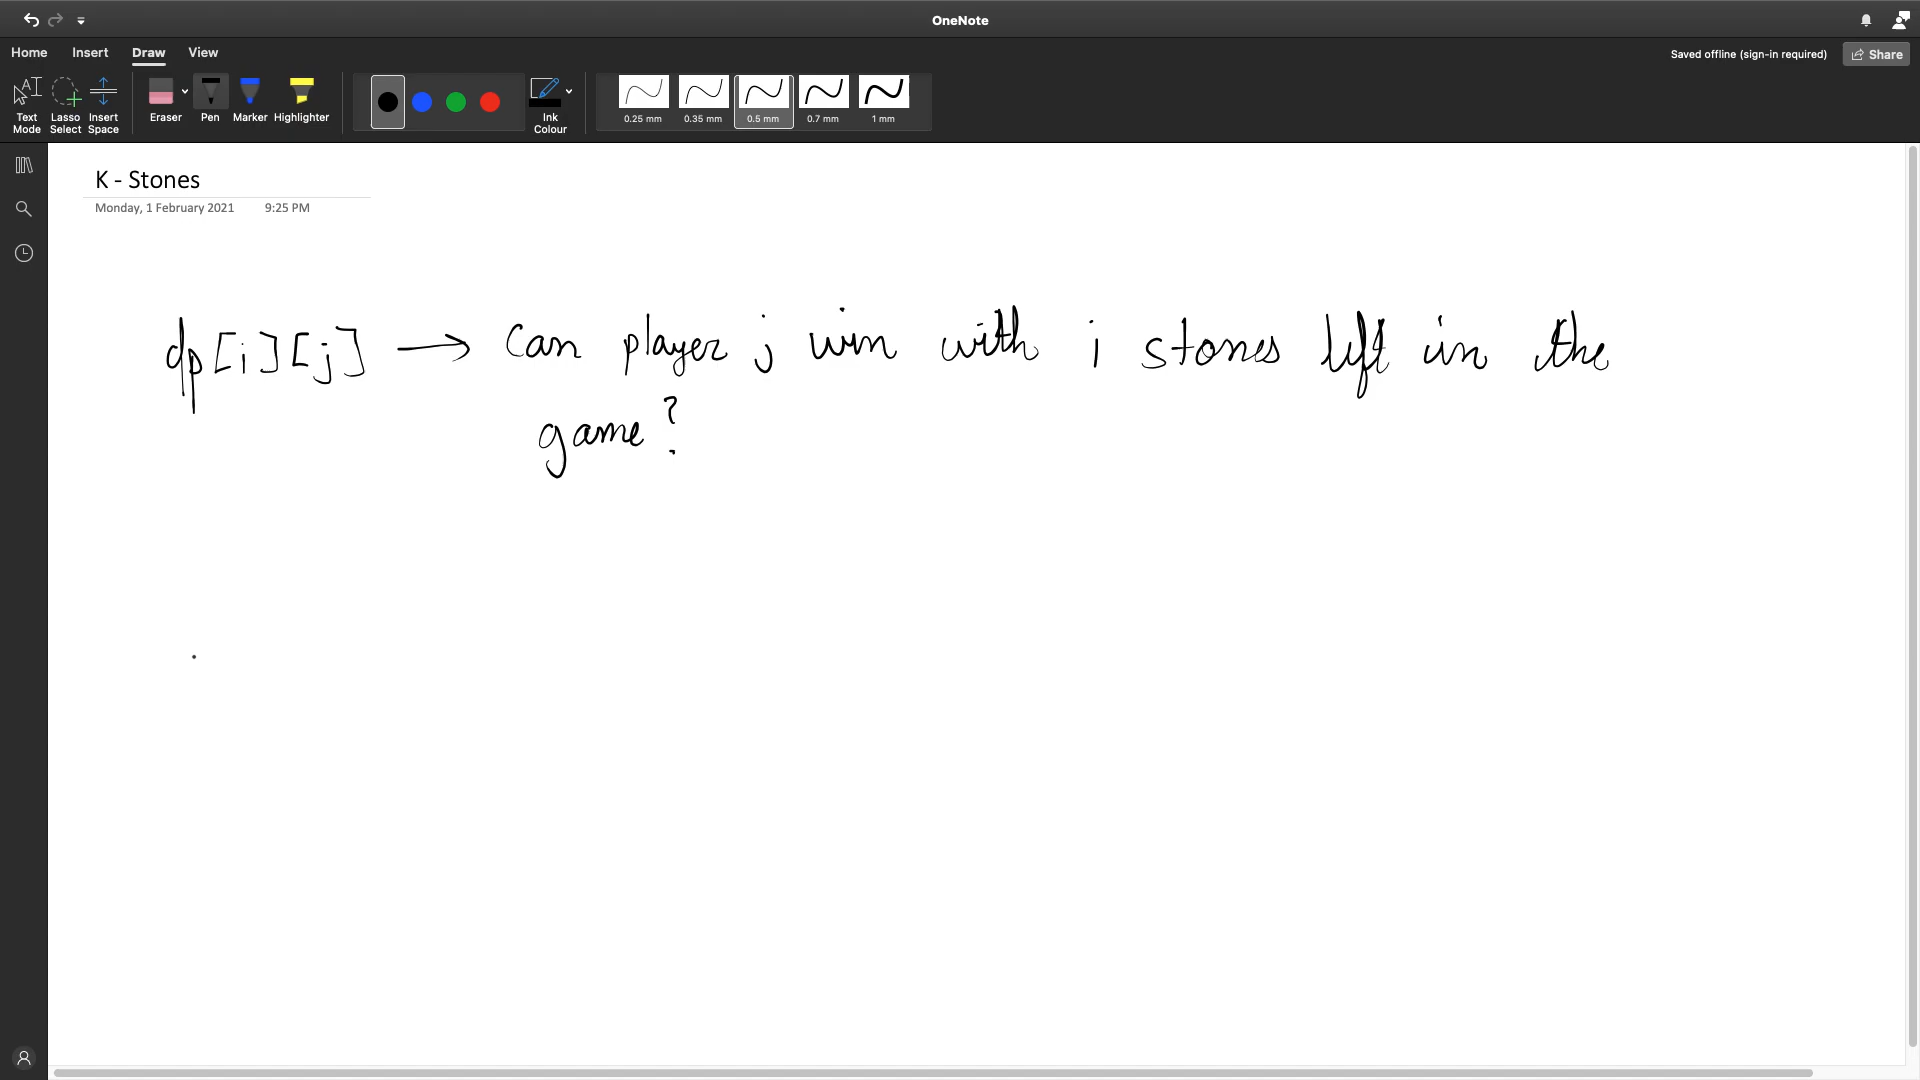 OneNote
Home Insert Draw View
Saved offline (sign-in required) Share
Text Mode
Lasso Select
Insert Space
Eraser
Pen
Marker
Highlighter
Ink Colour
0.25 mm
0.35 mm
0.5 mm
0.7 mm
1 mm
K - Stones
Monday, 1 February 2021 9:25 PM
dp[i][j] → Can player j win with i stones left in the
game?